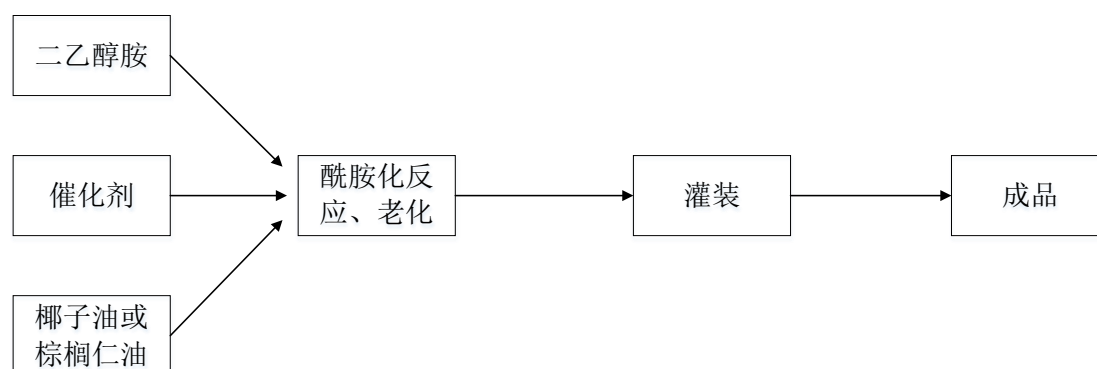 二乙醇胺
催化剂
椰子油或
棕榈仁油
酰胺化反
应、老化
灌装
成品